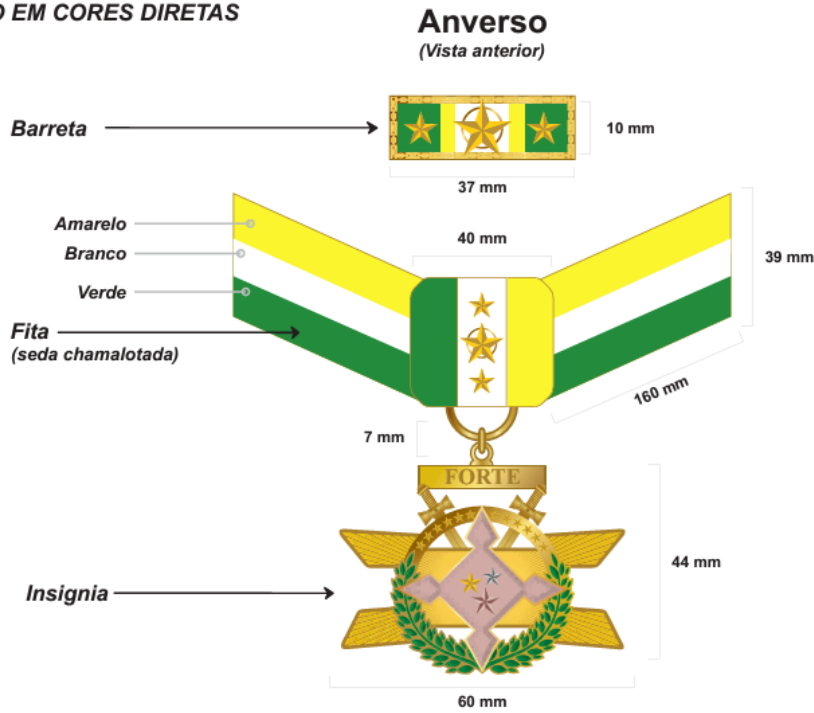 EM CORES DIRETAS
Anverso
(Vista anterior)
Barreta
10 mm
37 mm
Amarelo
40 mm
Branco
39 mm
Verde
Fita
(seda chamalotada)
160 mm
7 mm
FORTE
44 mm
Insignia
60 mm